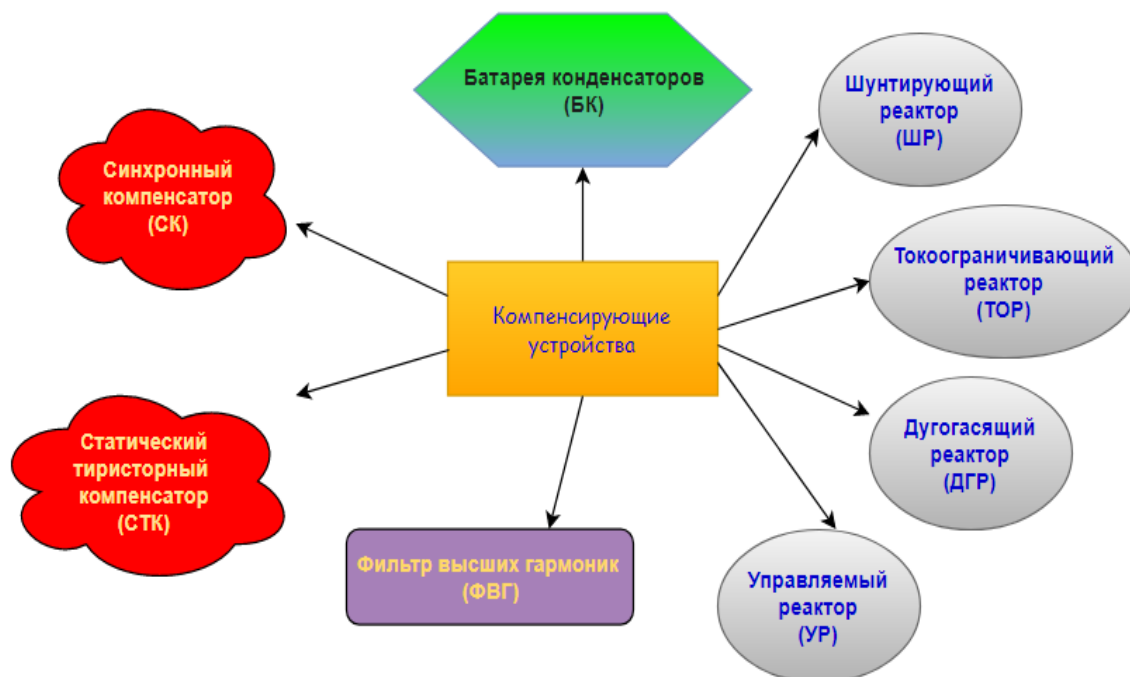 Батарея конденсаторов
(БК)
Шунтирующий
реактор
(ШР)
Синхронный
компенсатор
(СК)
Токоограничивающий
реактор
(ТОР)
Компенсирующие
устройства
Дугогасящий
реактор
(ДГР)
Статический
тиристорный
компенсатор
(СТК)
Фильтр высших гармоник
(ФВГ)
Управляемый
реактор
(УР)